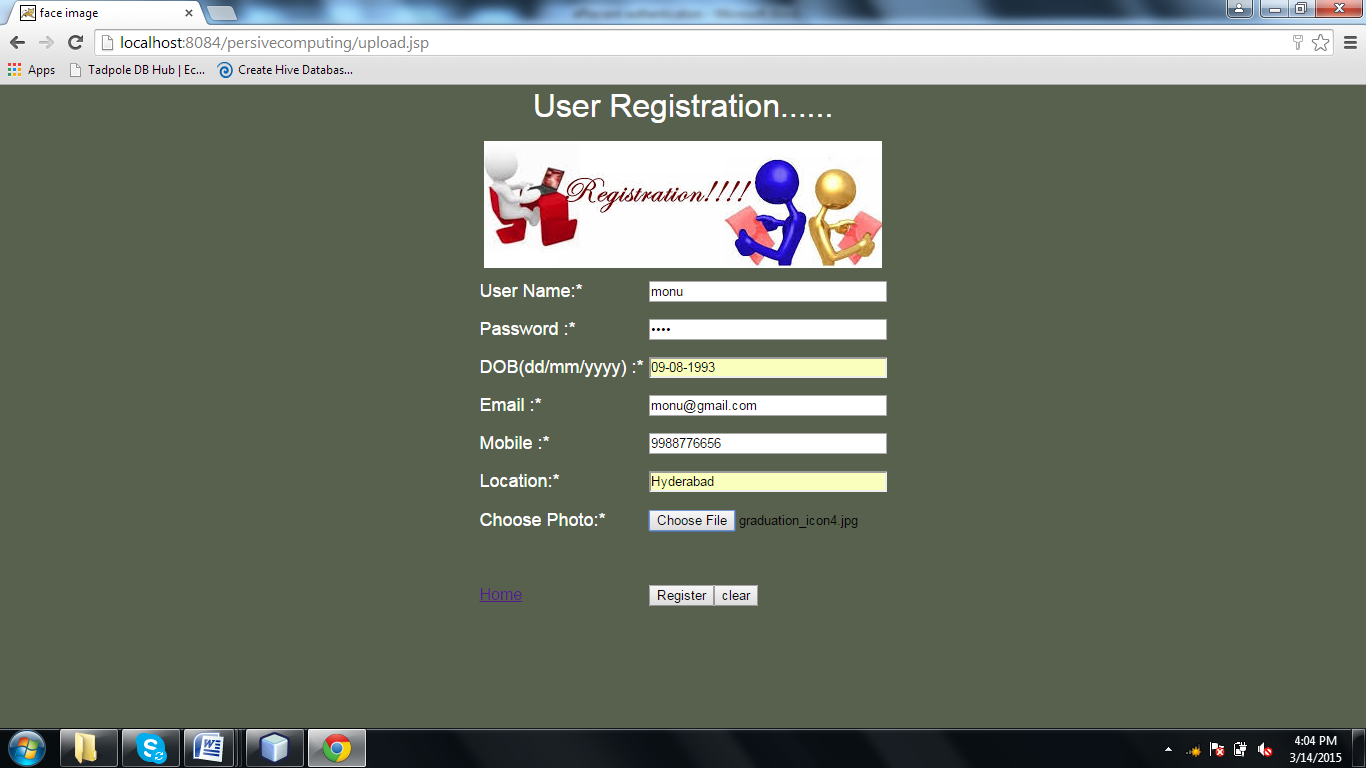 face image
localhost:8084/persivecomputing/upload.jsp
Apps Tadpole DB Hub | Ec... Create Hive Databas...
User Registration......
Registration!!!!
User Name:* monu
Password :* ••••
DOB(dd/mm/yyyy) :* 09-08-1993
Email :* monu@gmail.com
Mobile :* 9988776656
Location:* Hyderabad
Choose Photo:* Choose File graduation_icon4.jpg
Home Register clear
4:04 PM
3/14/2015